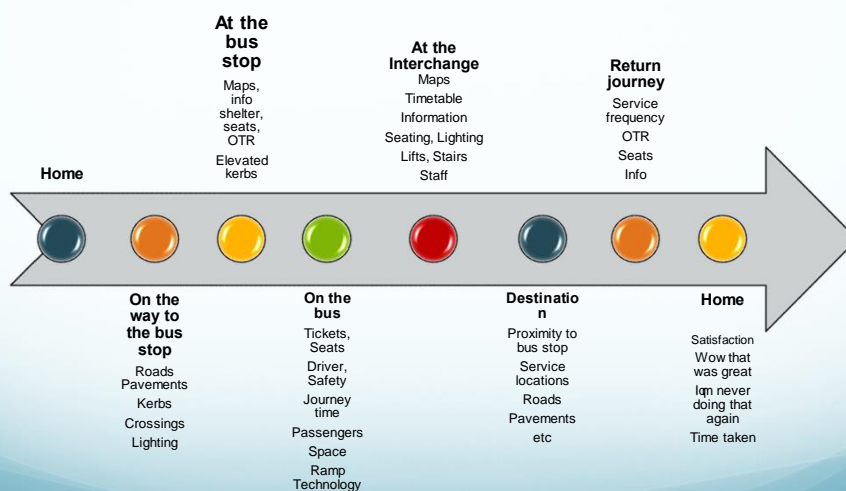 Home
At the
bus
stop
Maps,
info
shelter,
seats,
OTR
Elevated
kerbs
At the
Interchange
Maps
Timetable
Information
Seating, Lighting
Lifts, Stairs
Staff
Return
journey
Service
frequency
OTR
Seats
Info
On the
way to
the bus
stop
Roads
Pavements
Kerbs
Crossings
Lighting
On the
bus
Tickets,
Seats
Driver,
Safety
Journey
time
Passengers
Space
Ramp
Technology
Destinatio
n
Proximity to
bus stop
Service
locations
Roads
Pavements
etc
Home
Satisfaction
Wow that
was great
never
doing that
again
Time taken